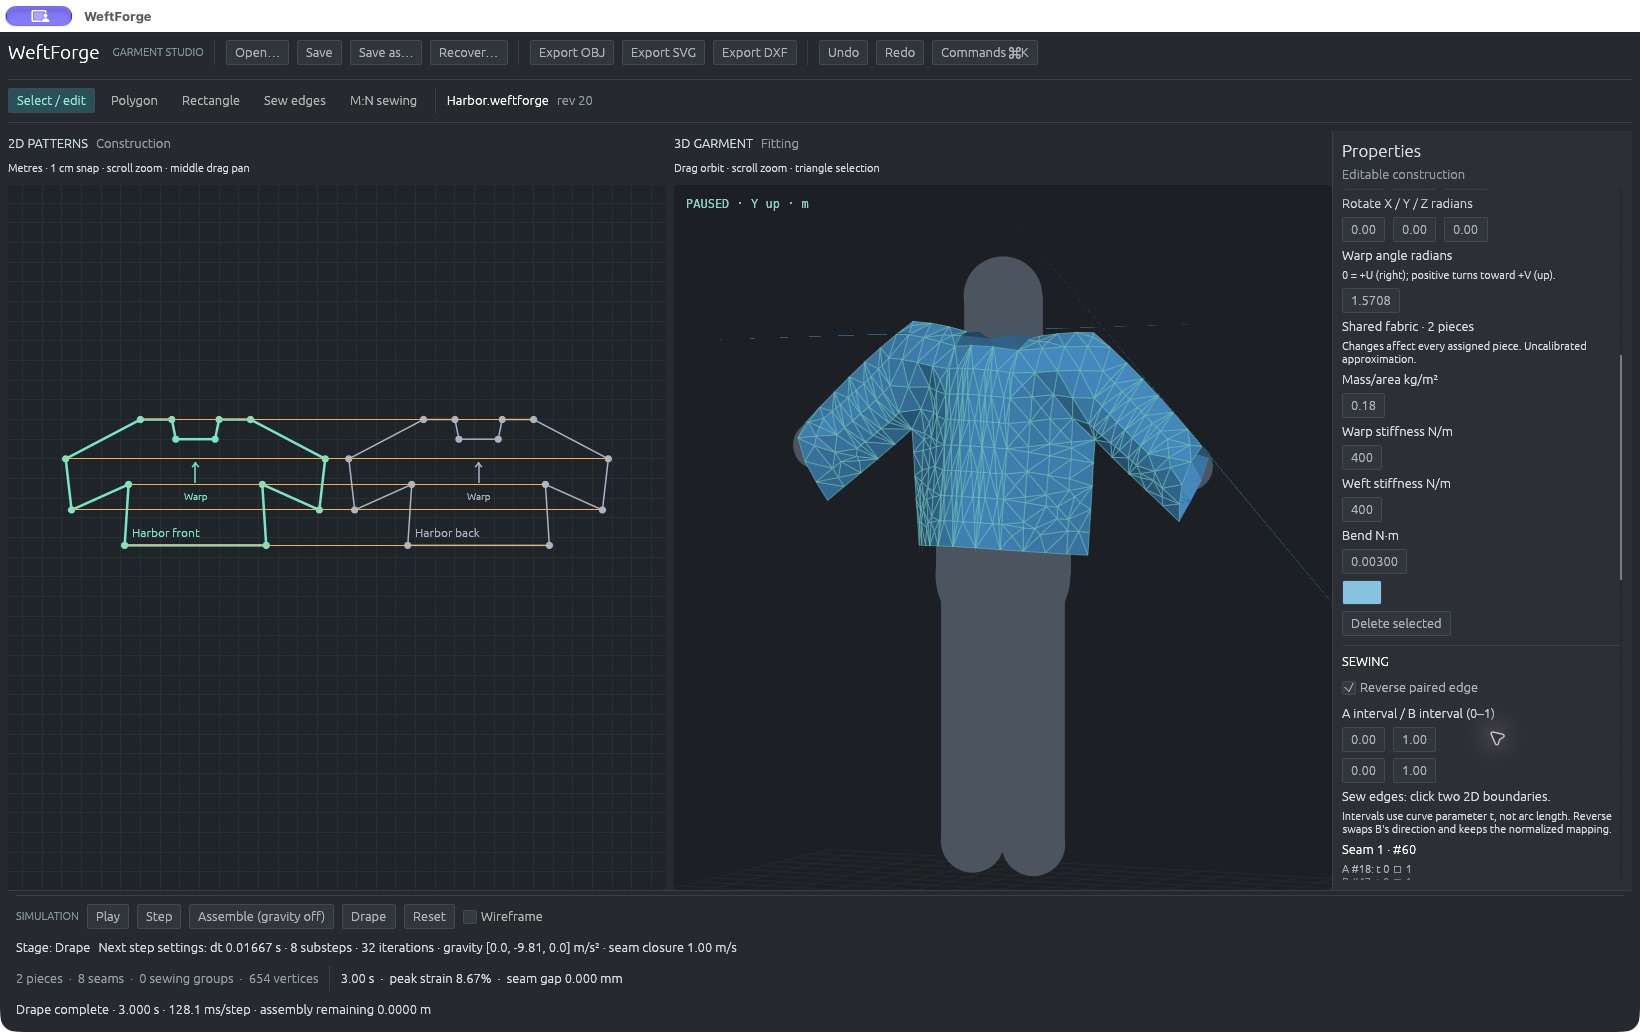 WeftForge
WeftForge GARMENT STUDIO Open... Save Save as... Recover... Export OBJ Export SVG Export DXF Undo Redo Commands⌘K
Select / edit Polygon Rectangle Sew edges M:N sewing Harbor.weftforge rev 20
2D PATTERNS Construction
Metres · 1 cm snap · scroll zoom · middle drag pan
Warp
Warp
Harbor front
Harbor back
3D GARMENT Fitting
Drag orbit · scroll zoom · triangle selection
PAUSED · Y up · m
Properties
Editable construction
Rotate X / Y / Z radians
0.00 0.00 0.00
Warp angle radians
0 = +U (right); positive turns toward +V (up).
1.5708
Shared fabric · 2 pieces
Changes affect every assigned piece. Uncalibrated
approximation.
Mass/area kg/m²
0.18
Warp stiffness N/m
400
Weft stiffness N/m
400
Bend N·m
0.00300
Delete selected
SEWING
Reverse paired edge
A interval / B interval (0–1)
0.00 1.00
0.00 1.00
Sew edges: click two 2D boundaries.
Intervals use curve parameter t, not arc length. Reverse
swaps B's direction and keeps the normalized mapping.
Seam 1 · #60
A #18: t 0 □ 1
SIMULATION Play Step Assemble (gravity off) Drape Reset Wireframe
Stage: Drape Next step settings: dt 0.01667 s · 8 substeps · 32 iterations · gravity [0.0, -9.81, 0.0] m/s² · seam closure 1.00 m/s
2 pieces · 8 seams · 0 sewing groups · 654 vertices 3.00 s · peak strain 8.67% · seam gap 0.000 mm
Drape complete · 3.000 s · 128.1 ms/step · assembly remaining 0.0000 m